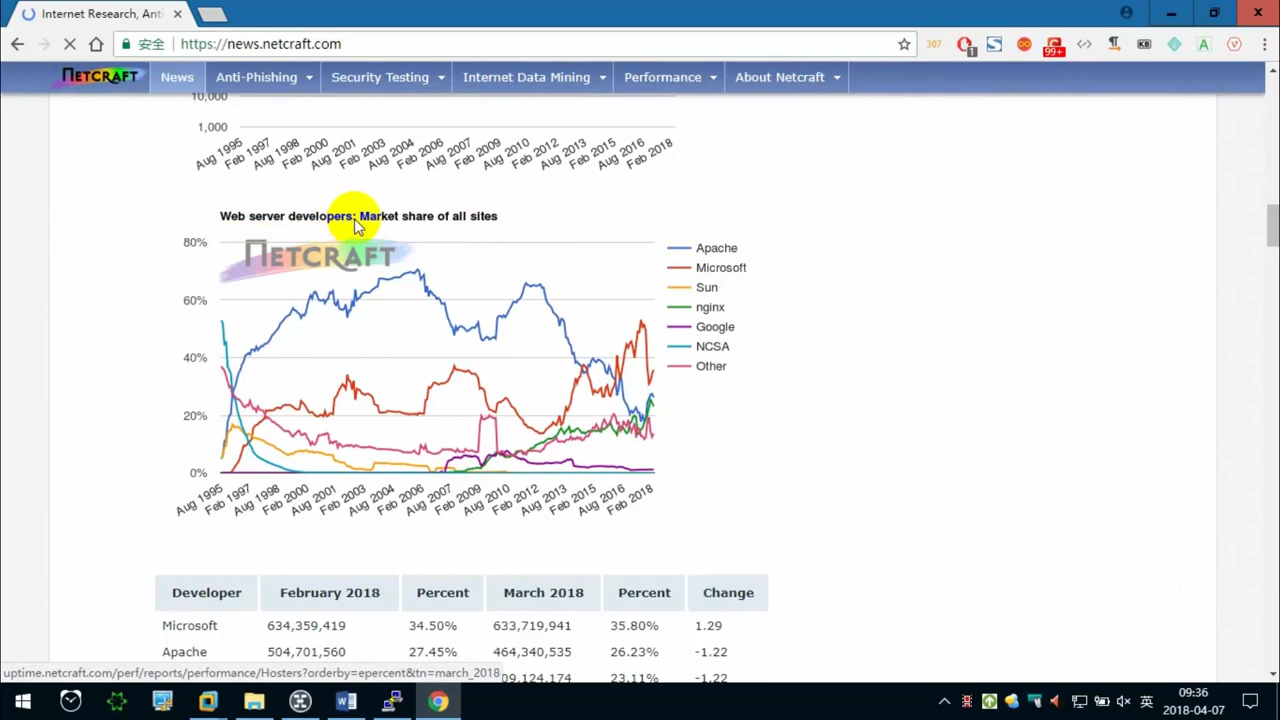 Internet Research, Anti
安全
https://news.netcraft.com
307
1
99+
KB
A
NETCRAFT
News
Anti-Phishing
Security Testing
Internet Data Mining
Performance
About Netcraft
10,000
1,000
Aug 1995
Feb 1997
Aug 1998
Feb 2000
Aug 2001
Feb 2003
Aug 2004
Feb 2006
Aug 2007
Feb 2009
Aug 2010
Feb 2012
Aug 2013
Feb 2015
Aug 2016
Feb 2018
Web server developers: Market share of all sites
NETCRAFT
80%
60%
40%
20%
0%
Apache
Microsoft
Sun
nginx
Google
NCSA
Other
Aug 1995
Feb 1997
Aug 1998
Feb 2000
Aug 2001
Feb 2003
Aug 2004
Feb 2006
Aug 2007
Feb 2009
Aug 2010
Feb 2012
Aug 2013
Feb 2015
Aug 2016
Feb 2018
Developer February 2018 Percent March 2018 Percent Change
Microsoft 634,359,419 34.50% 633,719,941 35.80% 1.29
Apache 504,701,560 27.45% 464,340,535 26.23% -1.22
09,124,174 23.11% -1.22
uptime.netcraft.com/perf/reports/performance/Hosters?orderby=epercent&tn=march_2018
英
09:36
2018-04-07